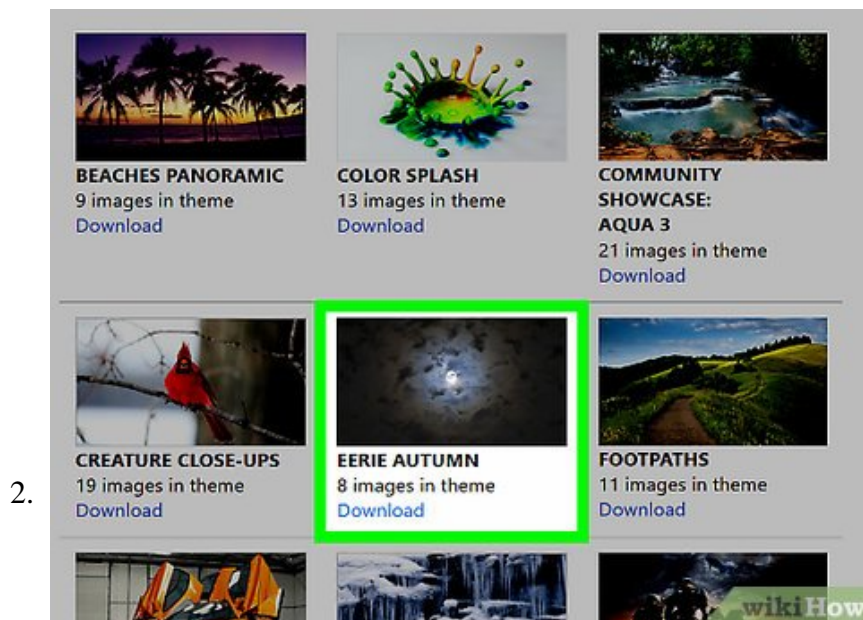 BEACHES PANORAMIC
9 images in theme
Download
COLOR SPLASH
13 images in theme
Download
COMMUNITY
SHOWCASE:
AQUA 3
21 images in theme
Download
2.
CREATURE CLOSE-UPS
19 images in theme
Download
EERIE AUTUMN
8 images in theme
Download
FOOTPATHS
11 images in theme
Download
wikiHow